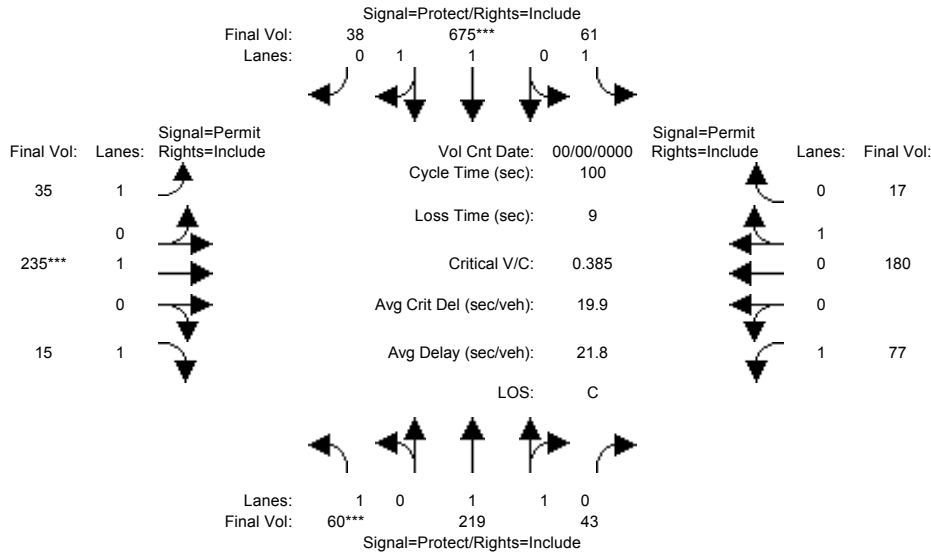 Signal=Protect/Rights=Include
Final Vol: 38 675*** 61
Lanes: 0 1 1 0 1
Signal=Permit Signal=Permit
Final Vol: Lanes: Rights=Include Vol Cnt Date: 00/00/0000 Rights=Include Lanes: Final Vol:
Cycle Time (sec): 100
35 1 0 17
Loss Time (sec): 9
0 1
235*** 1 Critical V/C: 0.385 0 180
0 Avg Crit Del (sec/veh): 19.9 0
15 1 Avg Delay (sec/veh): 21.8 1 77
LOS: C
Lanes: 1 0 1 1 0
Final Vol: 60*** 219 43
Signal=Protect/Rights=Include